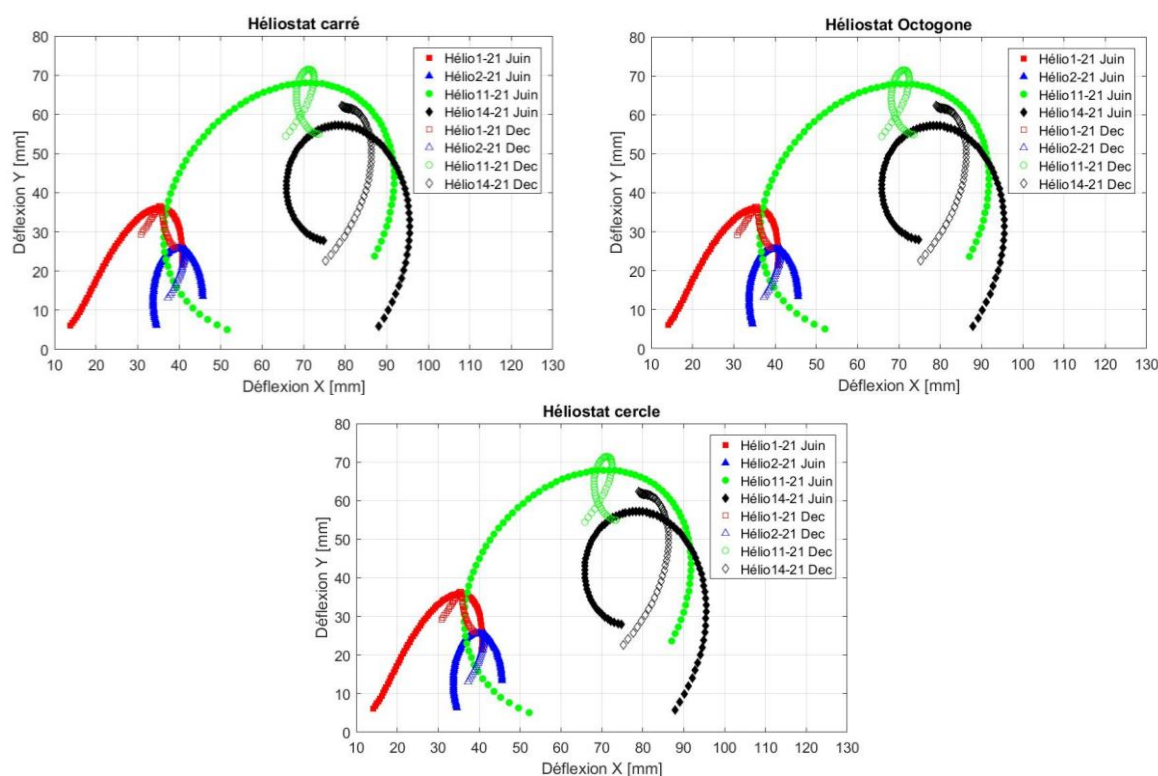 Héliostat carré
80
70
60
50
40
30
20
10
0
Déflexion Y [mm]
10 20 30 40 50 60 70 80 90 100 110 120 130
Déflexion X [mm]
Hélio1-21 Juin
Hélio2-21 Juin
Hélio11-21 Juin
Hélio14-21 Juin
Hélio1-21 Dec
Hélio2-21 Dec
Hélio11-21 Dec
Hélio14-21 Dec
Héliostat Octogone
80
70
60
50
40
30
20
10
0
Déflexion Y [mm]
10 20 30 40 50 60 70 80 90 100 110 120 130
Déflexion X [mm]
Hélio1-21 Juin
Hélio2-21 Juin
Hélio11-21 Juin
Hélio14-21 Juin
Hélio1-21 Dec
Hélio2-21 Dec
Hélio11-21 Dec
Hélio14-21 Dec
Héliostat cercle
80
70
60
50
40
30
20
10
0
Déflexion Y [mm]
10 20 30 40 50 60 70 80 90 100 110 120 130
Déflexion X [mm]
Hélio1-21 Juin
Hélio2-21 Juin
Hélio11-21 Juin
Hélio14-21 Juin
Hélio1-21 Dec
Hélio2-21 Dec
Hélio11-21 Dec
Hélio14-21 Dec